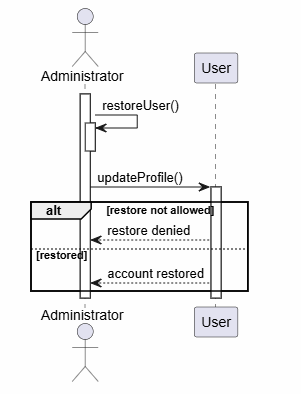 Administrator
User
restoreUser()
updateProfile()
alt
[restore not allowed]
restore denied
[restored]
account restored
Administrator
User